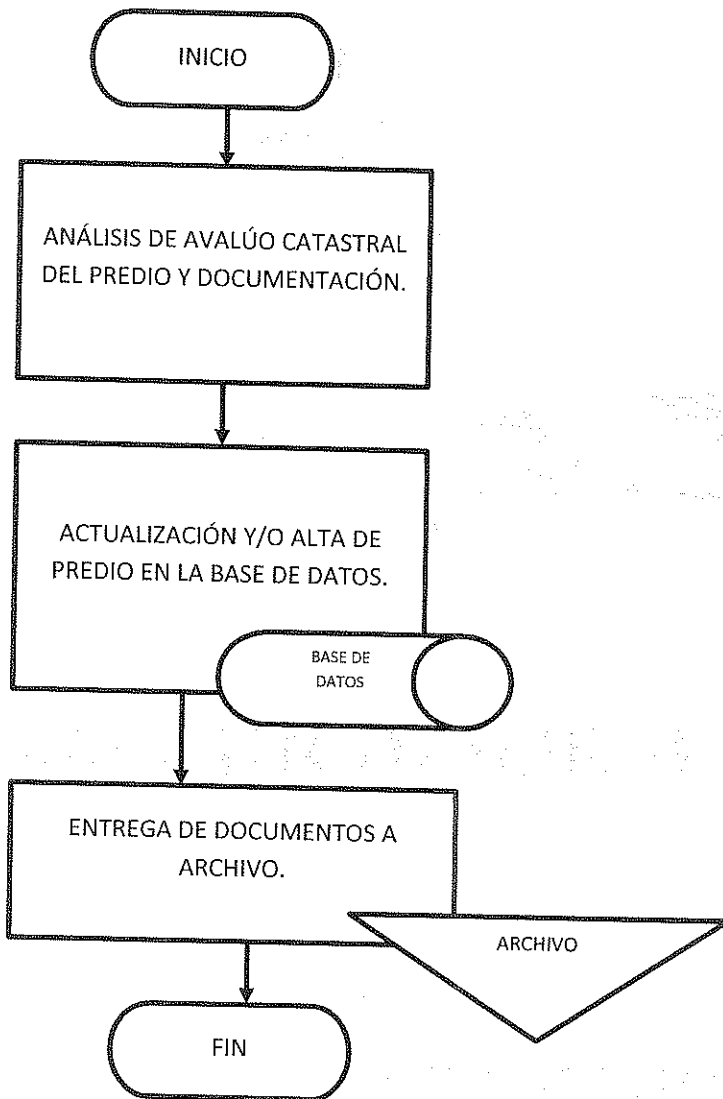 INICIO
ANÁLISIS DE AVALÚO CATASTRAL
DEL PREDIO Y DOCUMENTACIÓN.
ACTUALIZACIÓN Y/O ALTA DE
PREDIO EN LA BASE DE DATOS.
BASE DE
DATOS
ENTREGA DE DOCUMENTOS A
ARCHIVO.
ARCHIVO
FIN